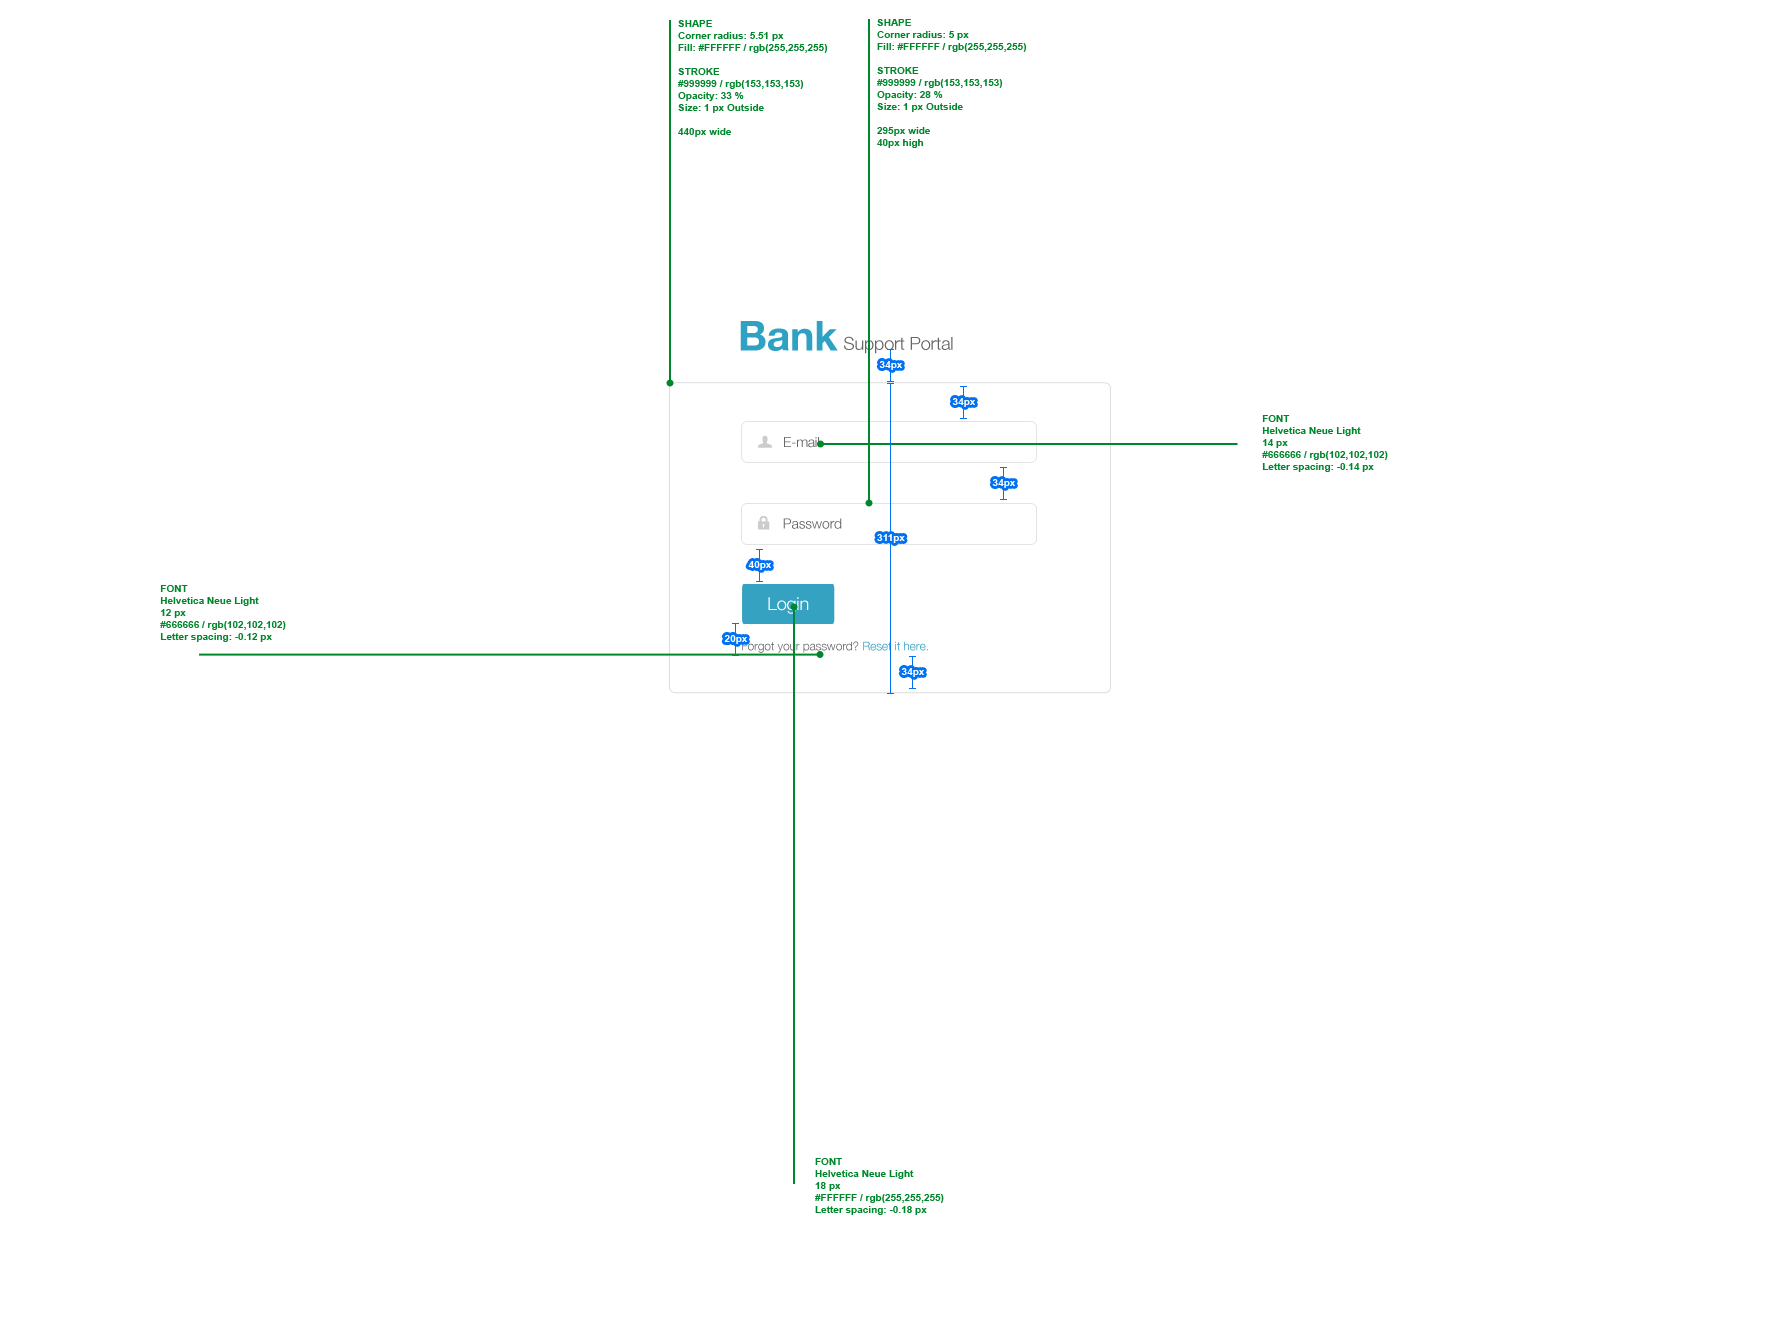 SHAPE
Corner radius: 5.51 px
Fill: #FFFFFF / rgb(255,255,255)
STROKE
#999999 / rgb(153,153,153)
Opacity: 33 %
Size: 1 px Outside
440px wide
SHAPE
Corner radius: 5 px
Fill: #FFFFFF / rgb(255,255,255)
STROKE
#999999 / rgb(153,153,153)
Opacity: 28 %
Size: 1 px Outside
295px wide
40px high
Bank Support Portal
34px
34px
E-mail
FONT
Helvetica Neue Light
14 px
#666666 / rgb(102,102,102)
Letter spacing: -0.14 px
34px
Password
311px
40px
Login
FONT
Helvetica Neue Light
12 px
#666666 / rgb(102,102,102)
Letter spacing: -0.12 px
20px
Forgot your password? Reset it here.
34px
FONT
Helvetica Neue Light
18 px
#FFFFFF / rgb(255,255,255)
Letter spacing: -0.18 px